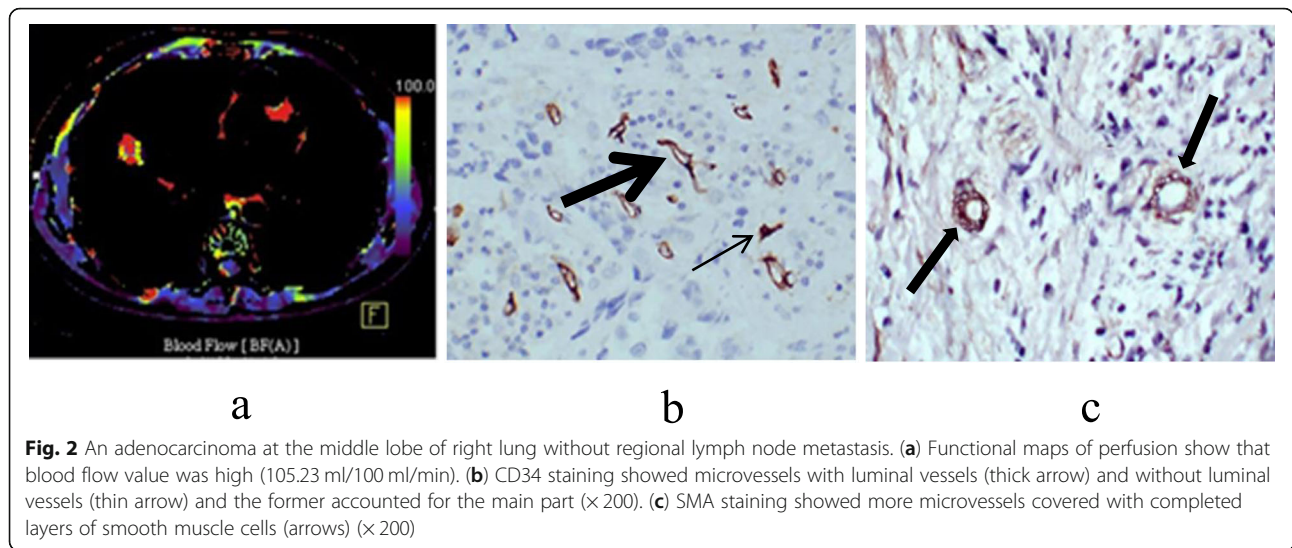 100.0
F
Blood Flow [ BF(A) ]
a
b
c
Fig. 2 An adenocarcinoma at the middle lobe of right lung without regional lymph node metastasis. (a) Functional maps of perfusion show that
blood flow value was high (105.23 ml/100 ml/min). (b) CD34 staining showed microvessels with luminal vessels (thick arrow) and without luminal
vessels (thin arrow) and the former accounted for the main part (× 200). (c) SMA staining showed more microvessels covered with completed
layers of smooth muscle cells (arrows) (× 200)